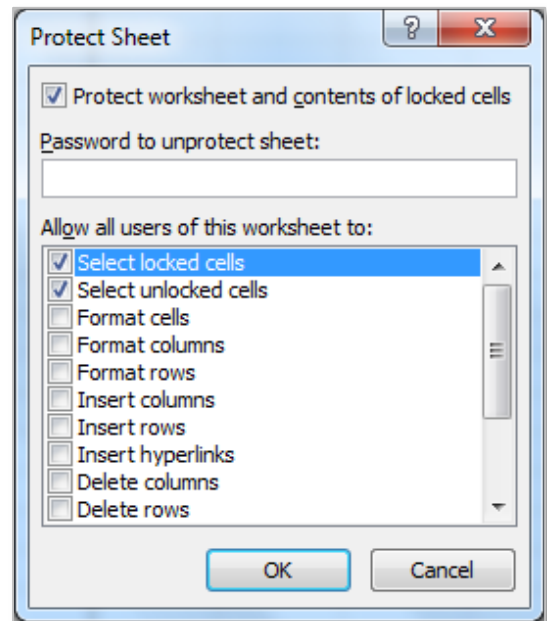 Protect Sheet
?
Protect worksheet and contents of locked cells
Password to unprotect sheet:
Allow all users of this worksheet to:
Select locked cells
Select unlocked cells
Format cells
Format columns
Format rows
Insert columns
Insert rows
Insert hyperlinks
Delete columns
Delete rows
OK Cancel